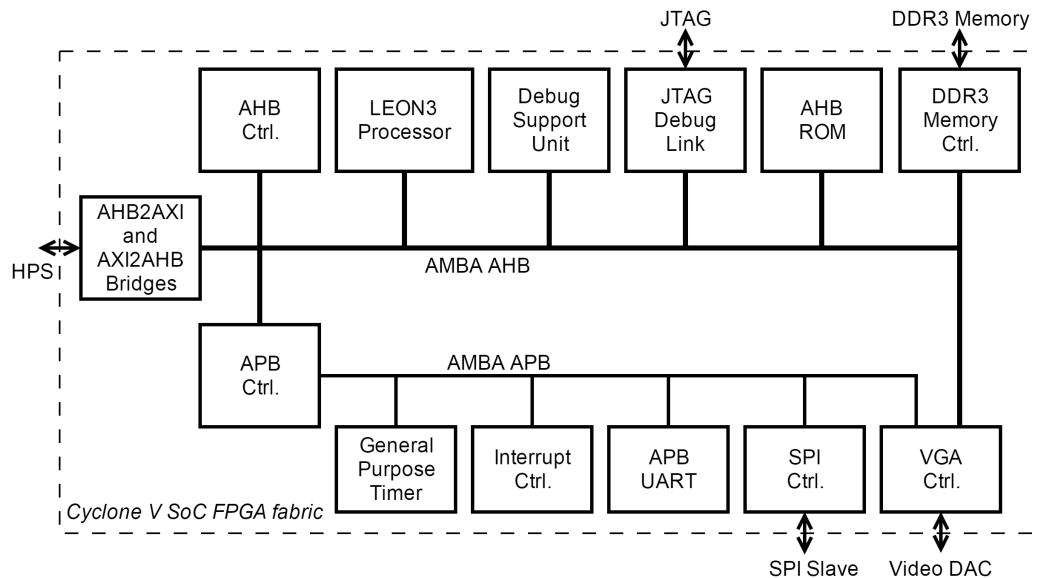 JTAG
DDR3 Memory
AHB
Ctrl.
LEON3
Processor
Debug
Support
Unit
JTAG
Debug
Link
AHB
ROM
DDR3
Memory
Ctrl.
AHB2AXI
and
AXI2AHB
Bridges
HPS
AMBA AHB
APB
Ctrl.
AMBA APB
General
Purpose
Timer
Interrupt
Ctrl.
APB
UART
SPI
Ctrl.
VGA
Ctrl.
Cyclone V SoC FPGA fabric
SPI Slave
Video DAC